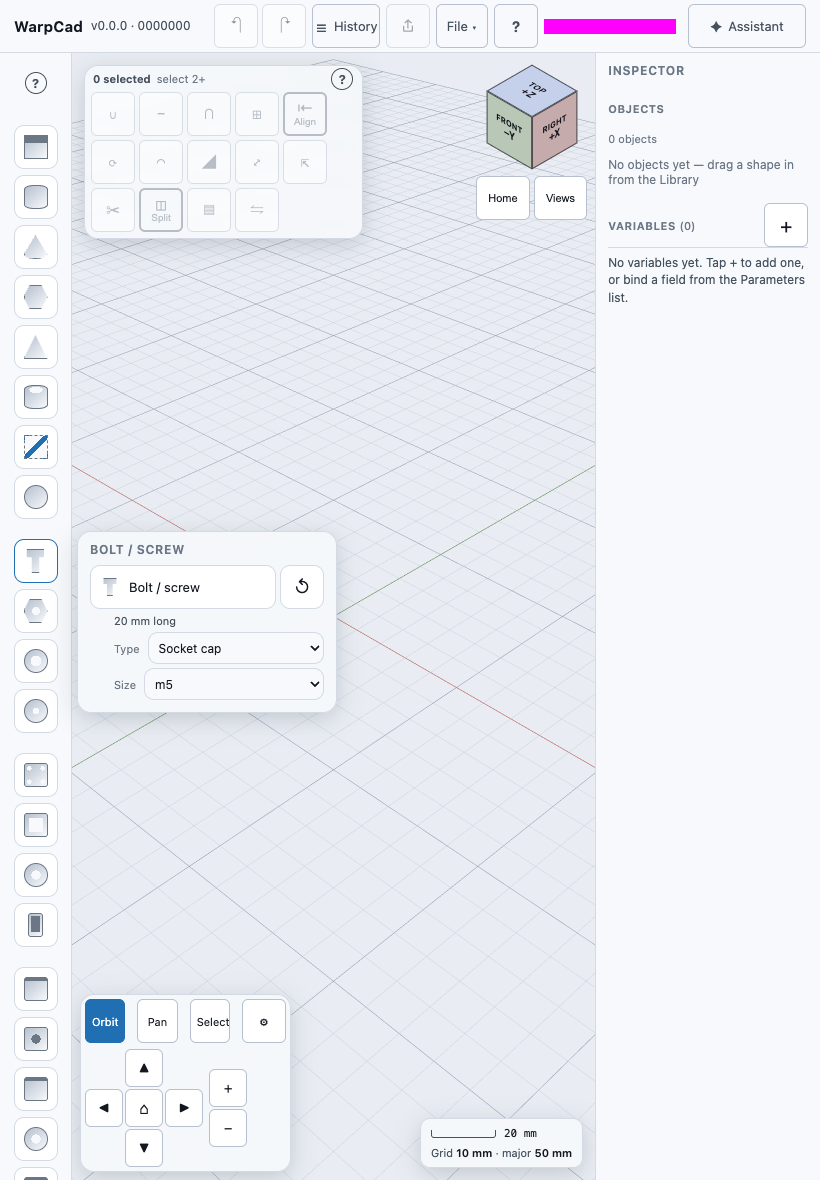 WarpCad v0.0.0 · 0000000
History
File
?
Assistant
?
0 selected select 2+
?
Align
Split
TOP
+Z
FRONT
−Y
RIGHT
+X
Home
Views
INSPECTOR
OBJECTS
0 objects
No objects yet — drag a shape in
from the Library
VARIABLES (0)
+
No variables yet. Tap + to add one,
or bind a field from the Parameters
list.
BOLT / SCREW
Bolt / screw
20 mm long
Type Socket cap
Size m5
Orbit
Pan
Select
+
−
20 mm
Grid 10 mm · major 50 mm